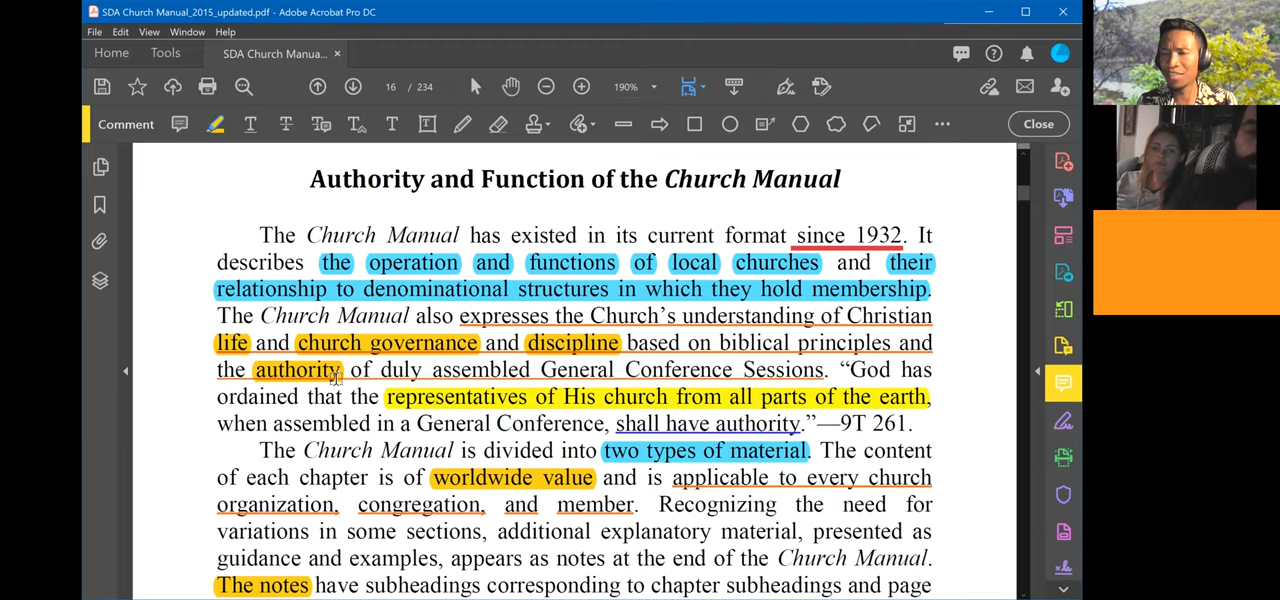 SDA Church Manual_2015_updated.pdf - Adobe Acrobat Pro DC
File Edit View Window Help
Home Tools SDA Church Manua... ×
16 / 234 190%
Comment Close
Authority and Function of the Church Manual
The Church Manual has existed in its current format since 1932. It
describes the operation and functions of local churches and their
relationship to denominational structures in which they hold membership.
The Church Manual also expresses the Church’s understanding of Christian
life and church governance and discipline based on biblical principles and
the authority of duly assembled General Conference Sessions. “God has
ordained that the representatives of His church from all parts of the earth,
when assembled in a General Conference, shall have authority.”—9T 261.
The Church Manual is divided into two types of material. The content
of each chapter is of worldwide value and is applicable to every church
organization, congregation, and member. Recognizing the need for
variations in some sections, additional explanatory material, presented as
guidance and examples, appears as notes at the end of the Church Manual.
The notes have subheadings corresponding to chapter subheadings and page